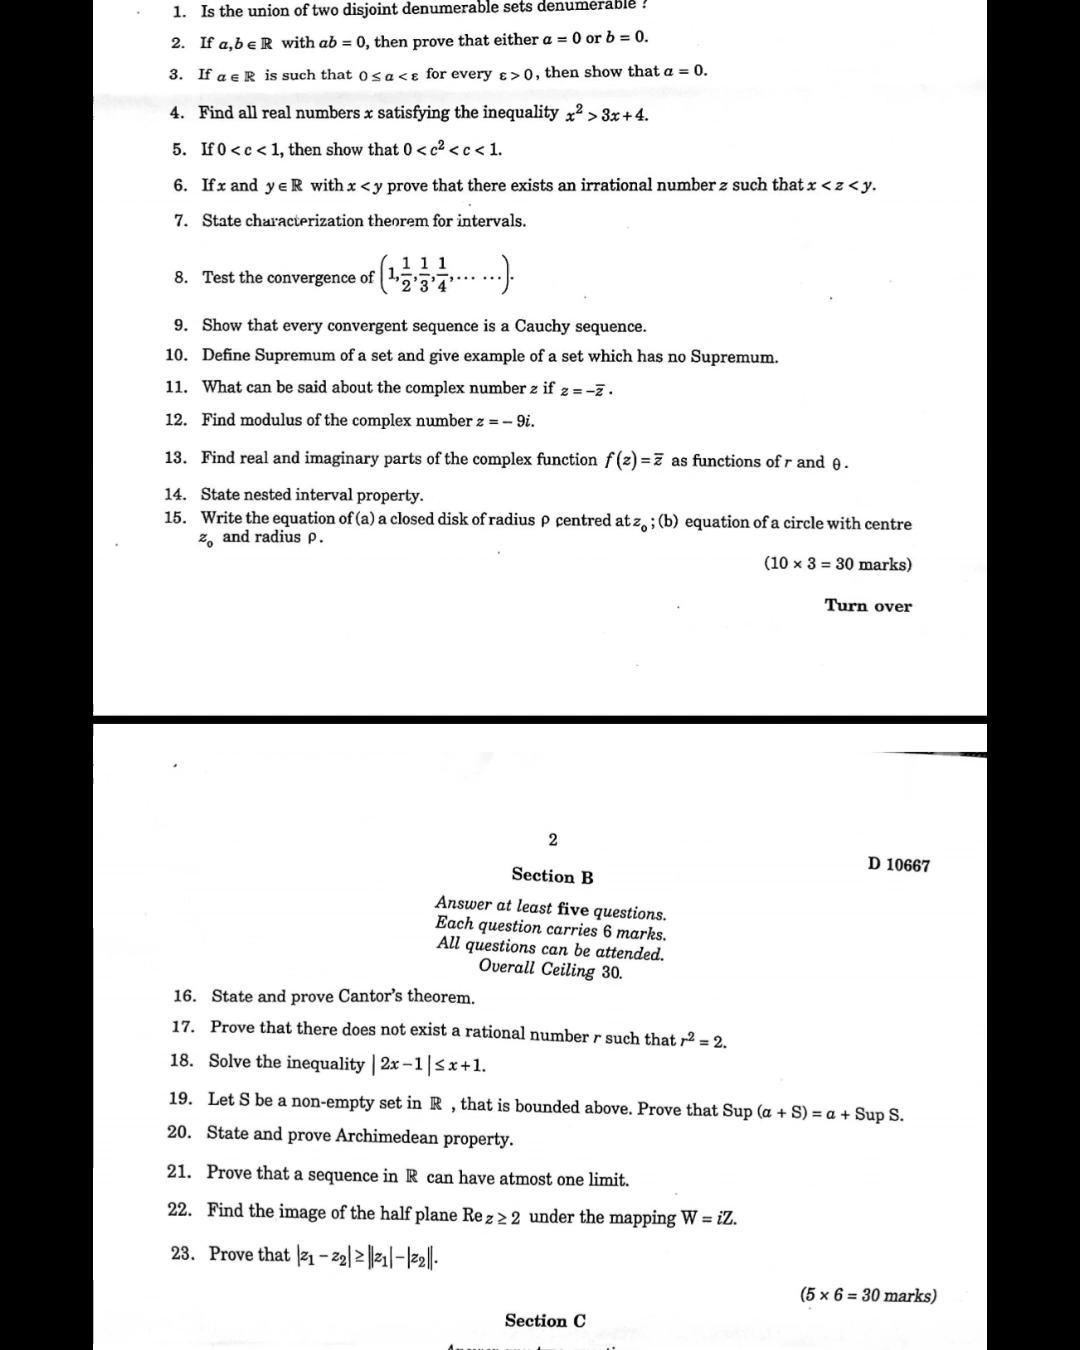 1. Is the union of two disjoint denumerable sets denumerable ?
2. If a,b ∈ ℝ with ab = 0, then prove that either a = 0 or b = 0.
3. If a ∈ ℝ is such that 0 ≤ a < ε for every ε > 0, then show that a = 0.
4. Find all real numbers x satisfying the inequality x² > 3x + 4.
5. If 0 < c < 1, then show that 0 < c² < c < 1.
6. If x and y ∈ ℝ with x < y prove that there exists an irrational number z such that x < z < y.
7. State characterization theorem for intervals.
8. Test the convergence of (1, 1/2, 1/3, 1/4, ... ...).
9. Show that every convergent sequence is a Cauchy sequence.
10. Define Supremum of a set and give example of a set which has no Supremum.
11. What can be said about the complex number z if z = −z̅ .
12. Find modulus of the complex number z = − 9i.
13. Find real and imaginary parts of the complex function f(z) = z̅ as functions of r and θ.
14. State nested interval property.
15. Write the equation of (a) a closed disk of radius ρ centred at z₀ ; (b) equation of a circle with centre
z₀ and radius ρ.
(10 × 3 = 30 marks)
Turn over
2
D 10667
Section B
Answer at least five questions.
Each question carries 6 marks.
All questions can be attended.
Overall Ceiling 30.
16. State and prove Cantor's theorem.
17. Prove that there does not exist a rational number r such that r² = 2.
18. Solve the inequality | 2x − 1 | ≤ x + 1.
19. Let S be a non-empty set in ℝ , that is bounded above. Prove that Sup (a + S) = a + Sup S.
20. State and prove Archimedean property.
21. Prove that a sequence in ℝ can have atmost one limit.
22. Find the image of the half plane Re z ≥ 2 under the mapping W = iZ.
23. Prove that |z₁ − z₂| ≥ ||z₁| − |z₂||.
(5 × 6 = 30 marks)
Section C